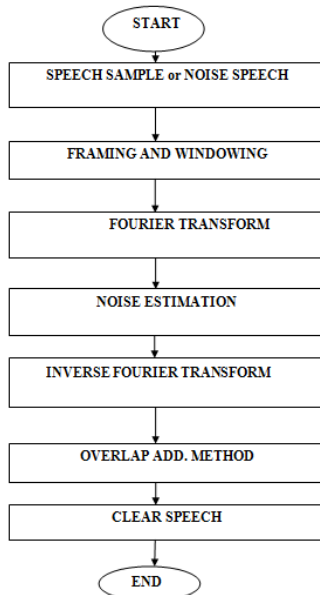 START
SPEECH SAMPLE or NOISE SPEECH
FRAMING AND WINDOWING
FOURIER TRANSFORM
NOISE ESTIMATION
INVERSE FOURIER TRANSFORM
OVERLAP ADD. METHOD
CLEAR SPEECH
END